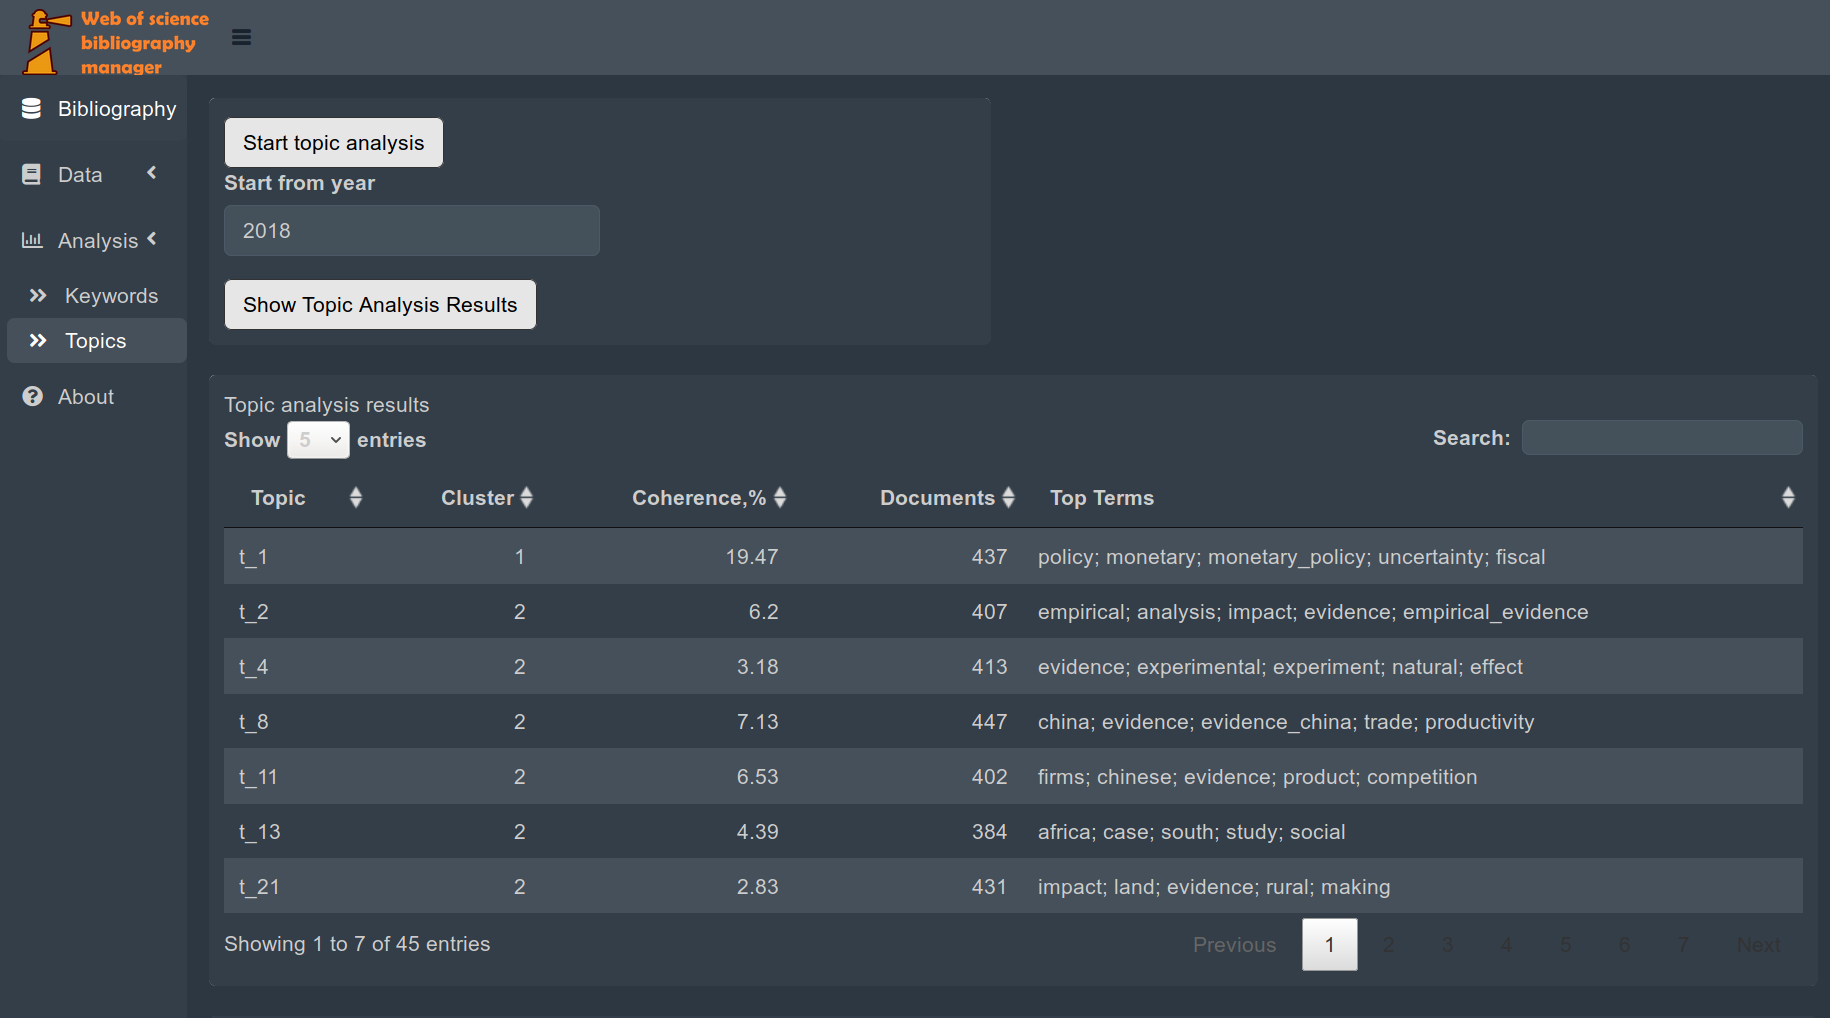 Web of science
bibliography
manager
Bibliography
Data
Analysis
Keywords
Topics
About
Start topic analysis
Start from year
2018
Show Topic Analysis Results
Topic analysis results
Show 5 entries
Search:
Topic Cluster Coherence,% Documents Top Terms
t_1 1 19.47 437 policy; monetary; monetary_policy; uncertainty; fiscal
t_2 2 6.2 407 empirical; analysis; impact; evidence; empirical_evidence
t_4 2 3.18 413 evidence; experimental; experiment; natural; effect
t_8 2 7.13 447 china; evidence; evidence_china; trade; productivity
t_11 2 6.53 402 firms; chinese; evidence; product; competition
t_13 2 4.39 384 africa; case; south; study; social
t_21 2 2.83 431 impact; land; evidence; rural; making
Showing 1 to 7 of 45 entries
Previous 1 2 3 4 5 6 7 Next